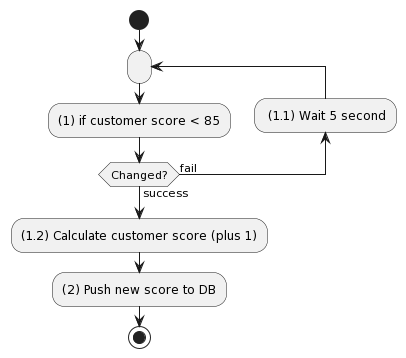 (1) if customer score < 85
(1.1) Wait 5 second
Changed?
fail
success
(1.2) Calculate customer score (plus 1)
(2) Push new score to DB